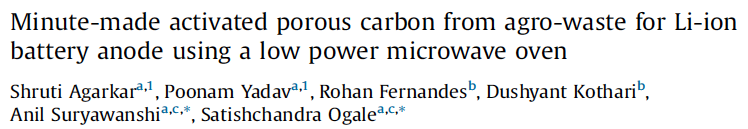 Minute-made activated porous carbon from agro-waste for Li-ion
battery anode using a low power microwave oven
Shruti Agarkar a,1, Poonam Yadav a,1, Rohan Fernandes b, Dushyant Kothari b,
Anil Suryawanshi a,c,*, Satishchandra Ogale a,c,*